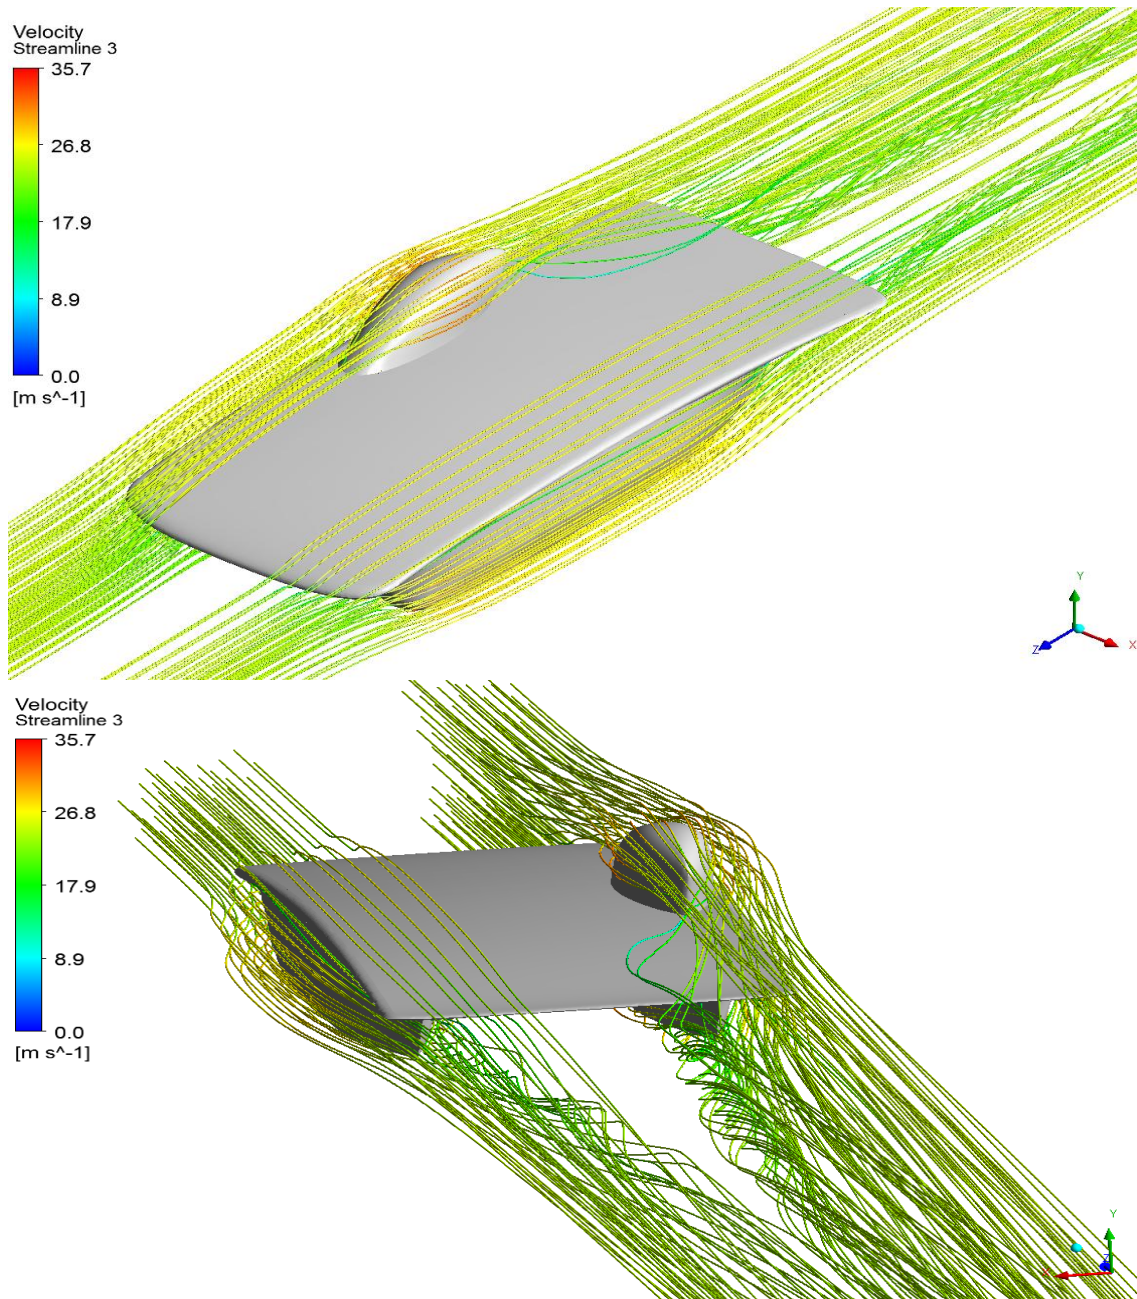 Velocity
Streamline 3
35.7
26.8
17.9
8.9
0.0
[m s^-1]
Y
Z
X
Velocity
Streamline 3
35.7
26.8
17.9
8.9
0.0
[m s^-1]
Y
Z
X